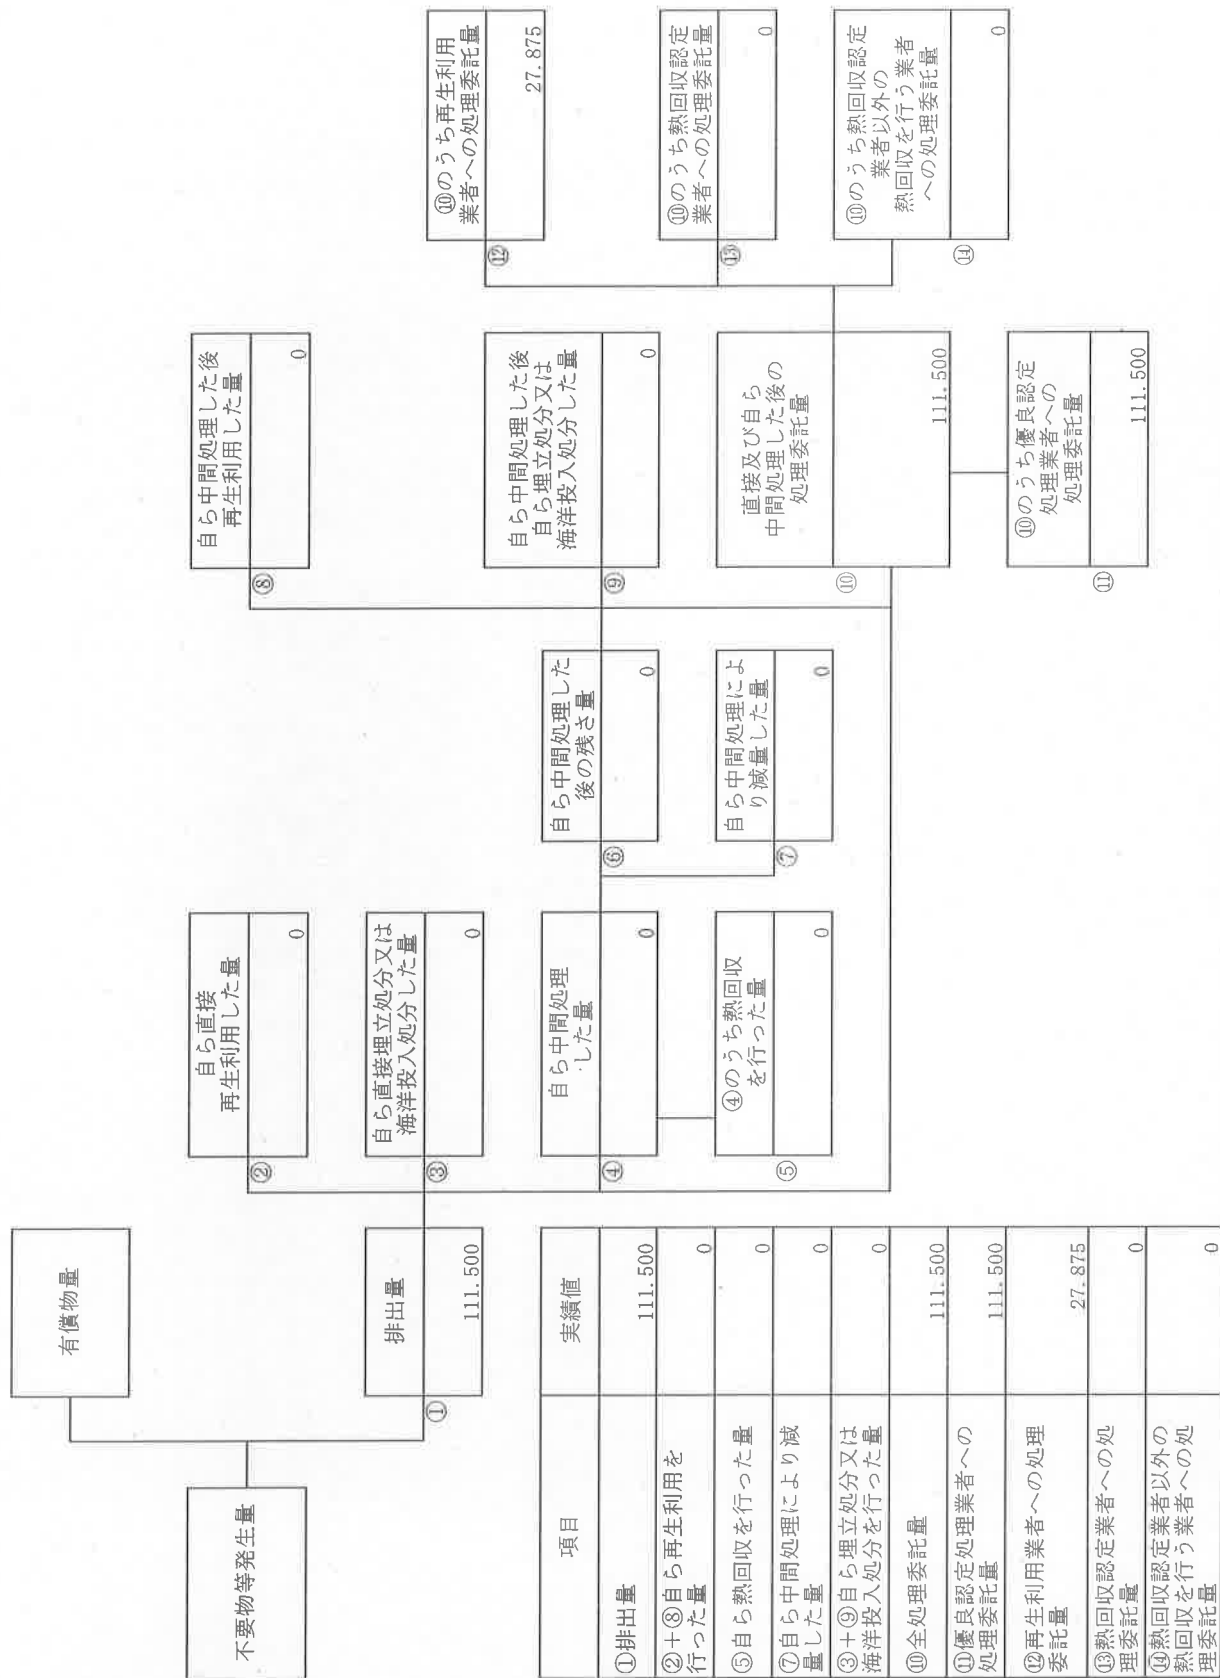 不要物等発生量
有償物量
①
排出量
111.500
②
自ら直接
再生利用した量
0
③
自ら直接埋立処分又は
海洋投入処分した量
0
④
自ら中間処理
した量
0
⑤
④のうち熱回収
を行った量
0
⑥
自ら中間処理した
後の残さ量
0
⑦
自ら中間処理によ
り減量した量
0
⑧
自ら中間処理した後
再生利用した量
0
⑨
自ら中間処理した後
自ら埋立処分又は
海洋投入処分した量
0
⑩
直接及び自ら
中間処理した後の
処理委託量
111.500
⑪
⑩のうち優良認定
処理業者への
処理委託量
111.500
⑫
⑩のうち再生利用
業者への処理委託量
27.875
⑬
⑩のうち熱回収認定
業者への処理委託量
0
⑭
⑩のうち熱回収認定
業者以外の
熱回収を行う業者
への処理委託量
0
項目 実績値
①排出量 111.500
②+⑧自ら再生利用を
行った量 0
⑤自ら熱回収を行った量 0
⑦自ら中間処理により減
量した量 0
③+⑨自ら埋立処分又は
海洋投入処分を行った量 0
⑩全処理委託量 111.500
⑪優良認定処理業者への
処理委託量 111.500
⑫再生利用業者への処理
委託量 27.875
⑬熱回収認定業者への処
理委託量 0
⑭熱回収認定業者以外の
熱回収を行う業者への処
理委託量 0